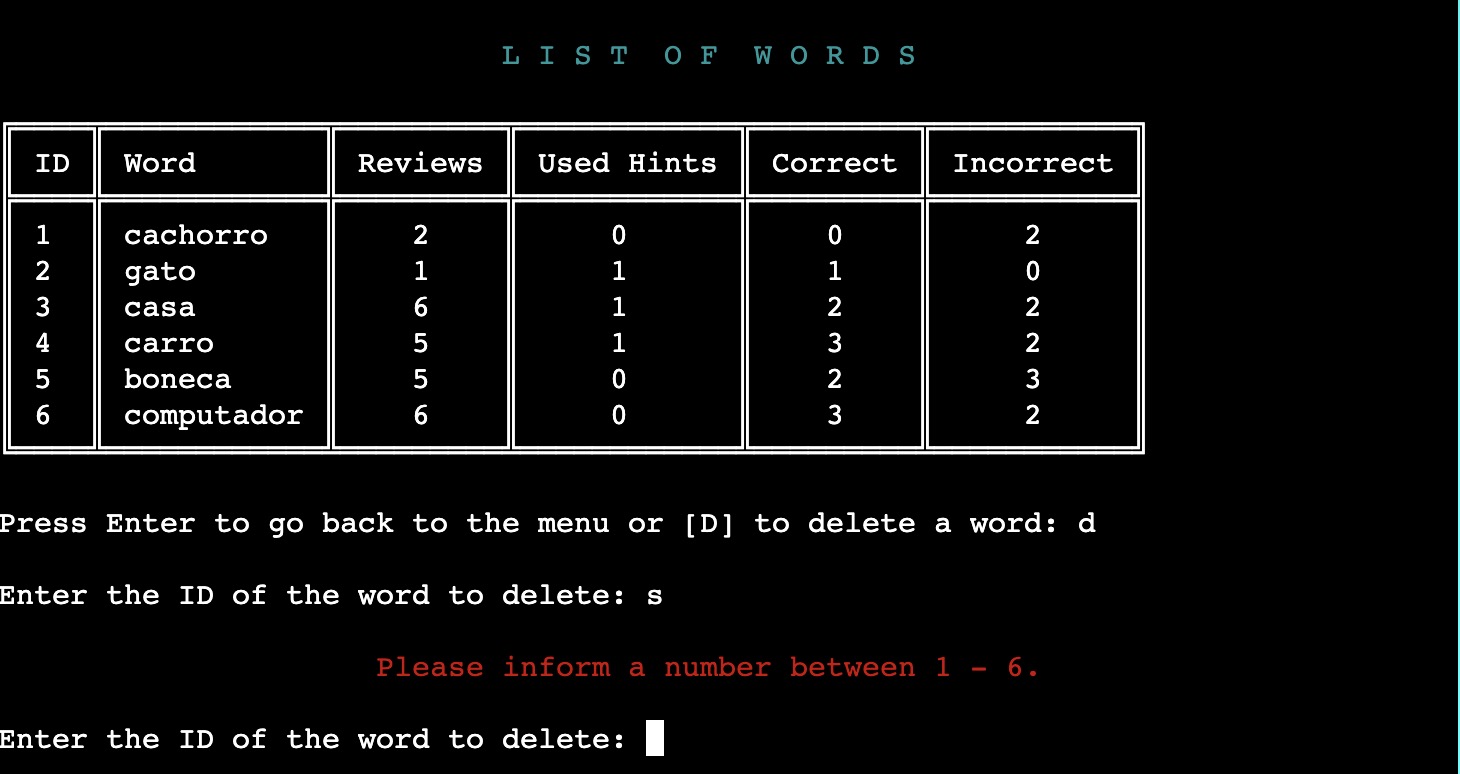 L I S T  O F  W O R D S
ID Word Reviews Used Hints Correct Incorrect
1 cachorro 2 0 0 2
2 gato 1 1 1 0
3 casa 6 1 2 2
4 carro 5 1 3 2
5 boneca 5 0 2 3
6 computador 6 0 3 2
Press Enter to go back to the menu or [D] to delete a word: d
Enter the ID of the word to delete: s
Please inform a number between 1 - 6.
Enter the ID of the word to delete: